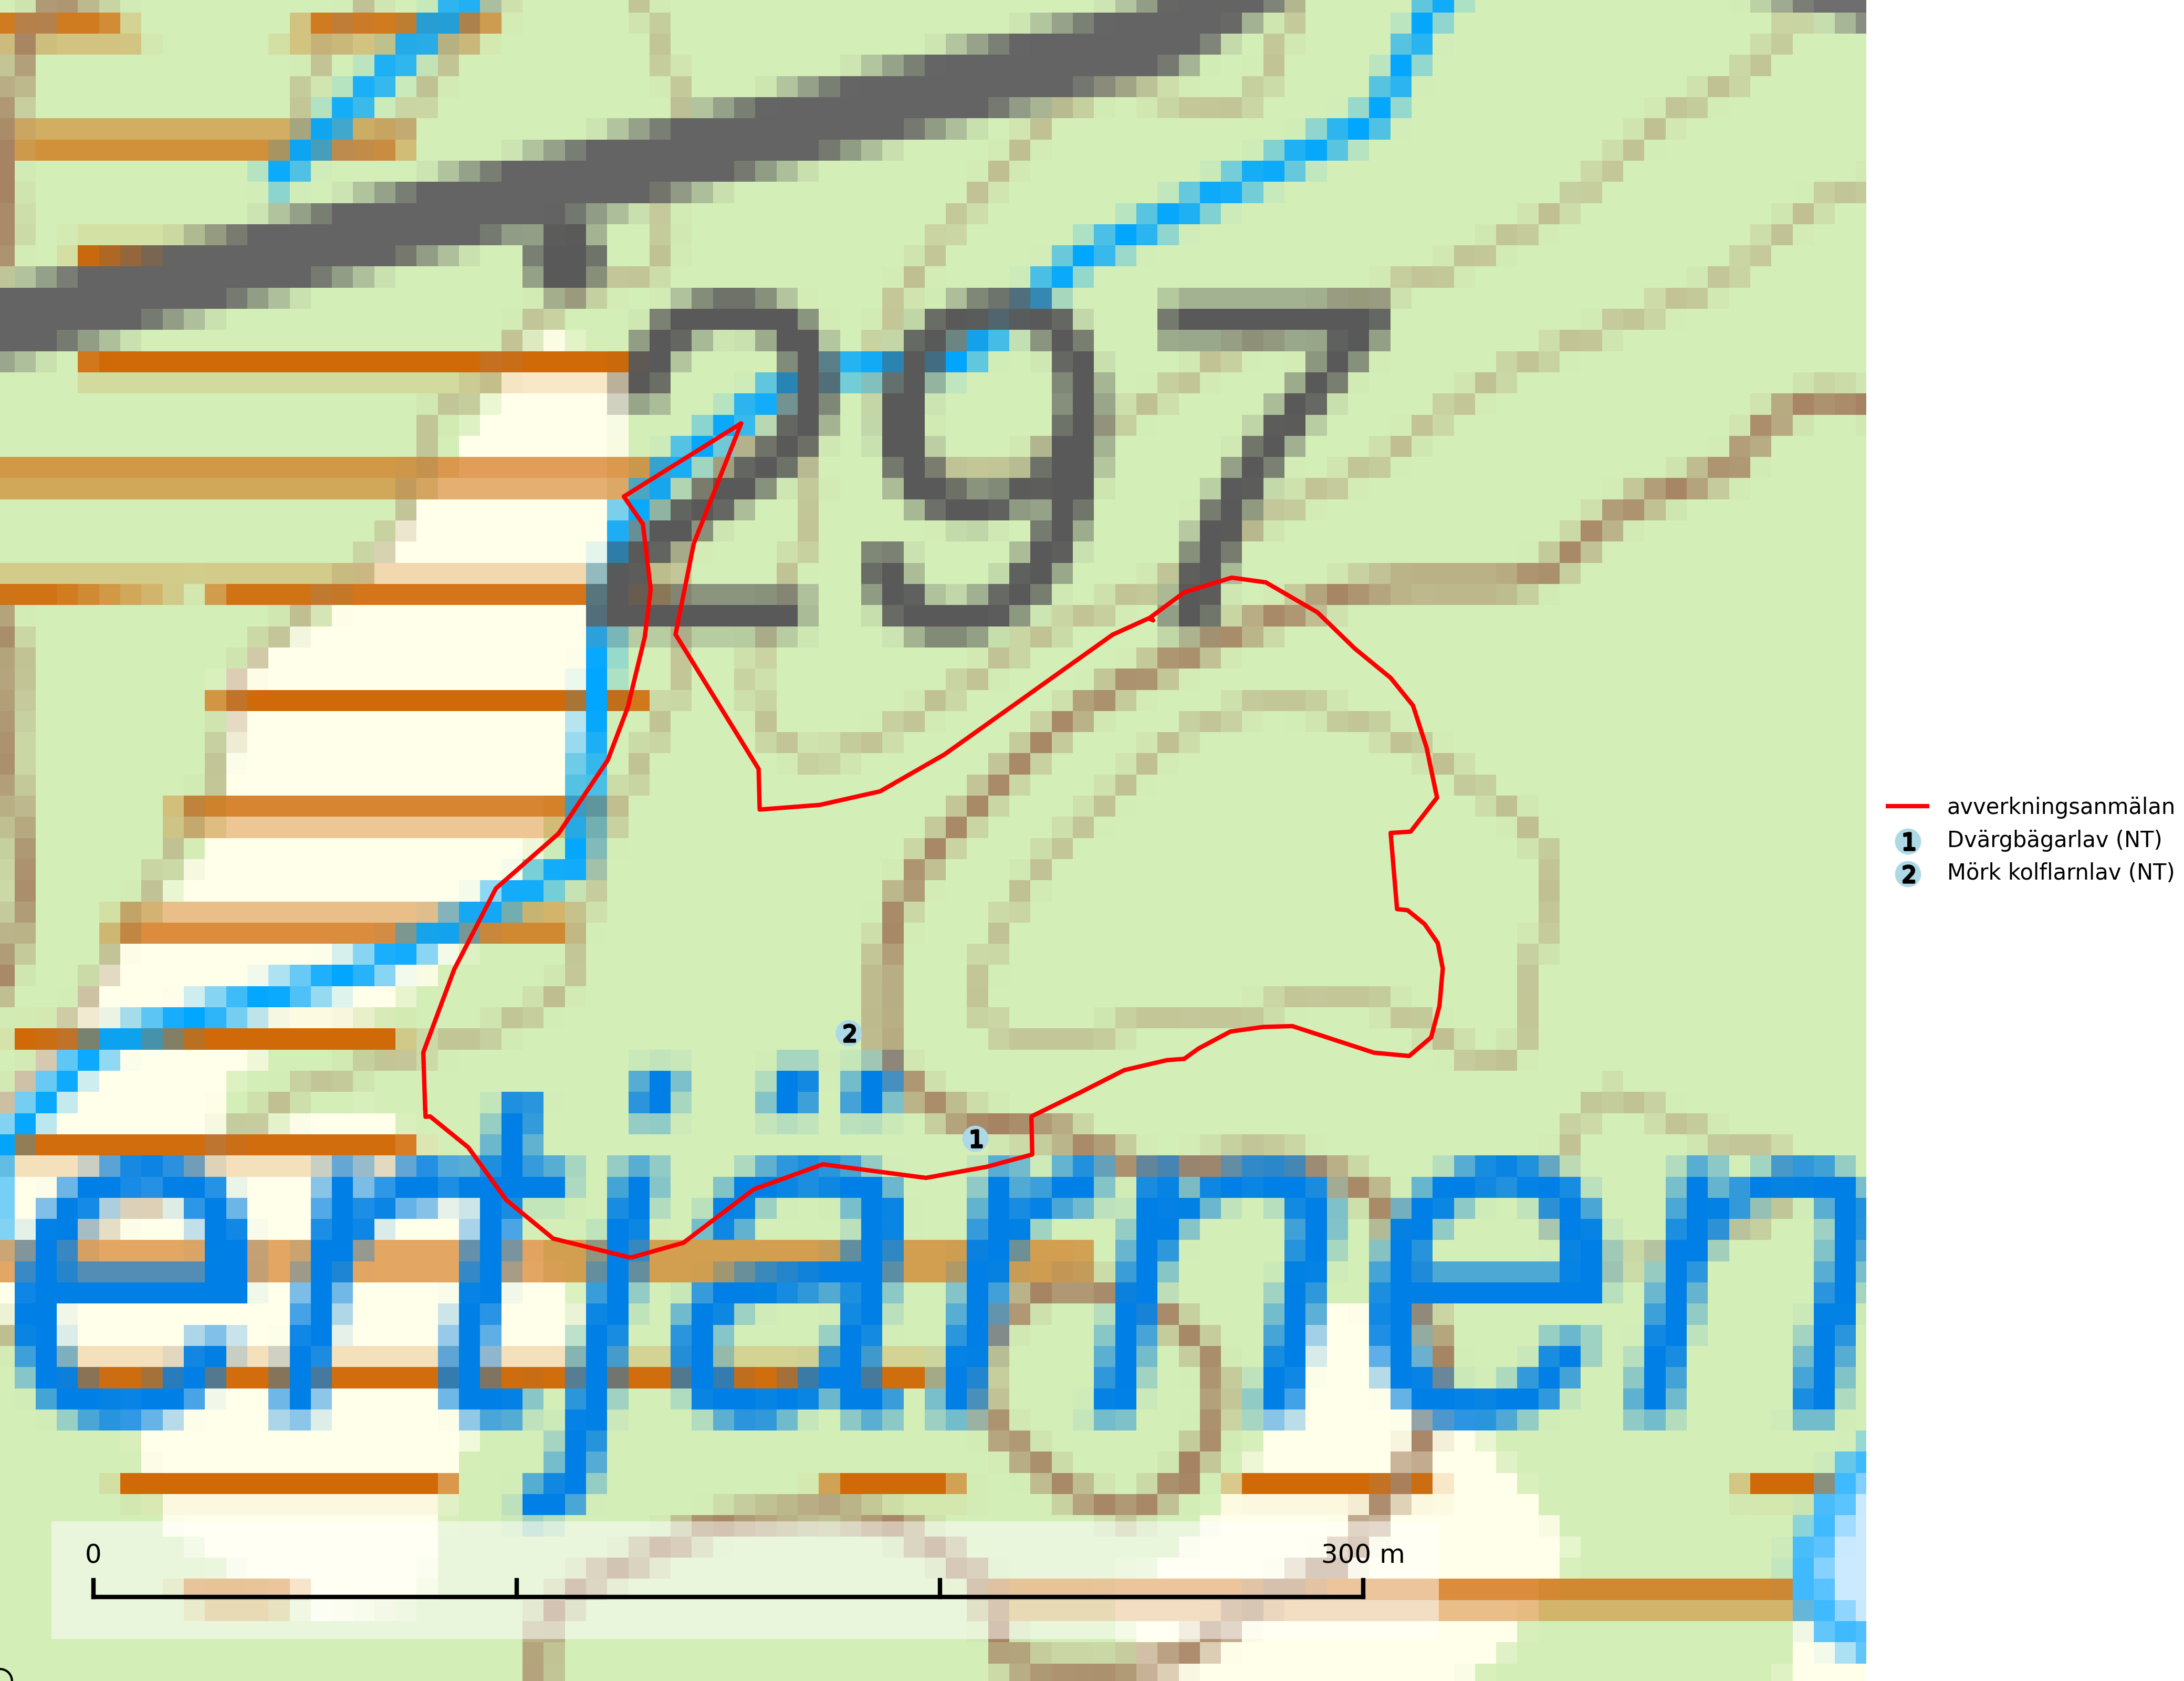 297
avverkningsanmälan
1 Dvärgbägarlav (NT)
2 Mörk kolflarnlav (NT)
2
1
ertjärnen
0 300 m